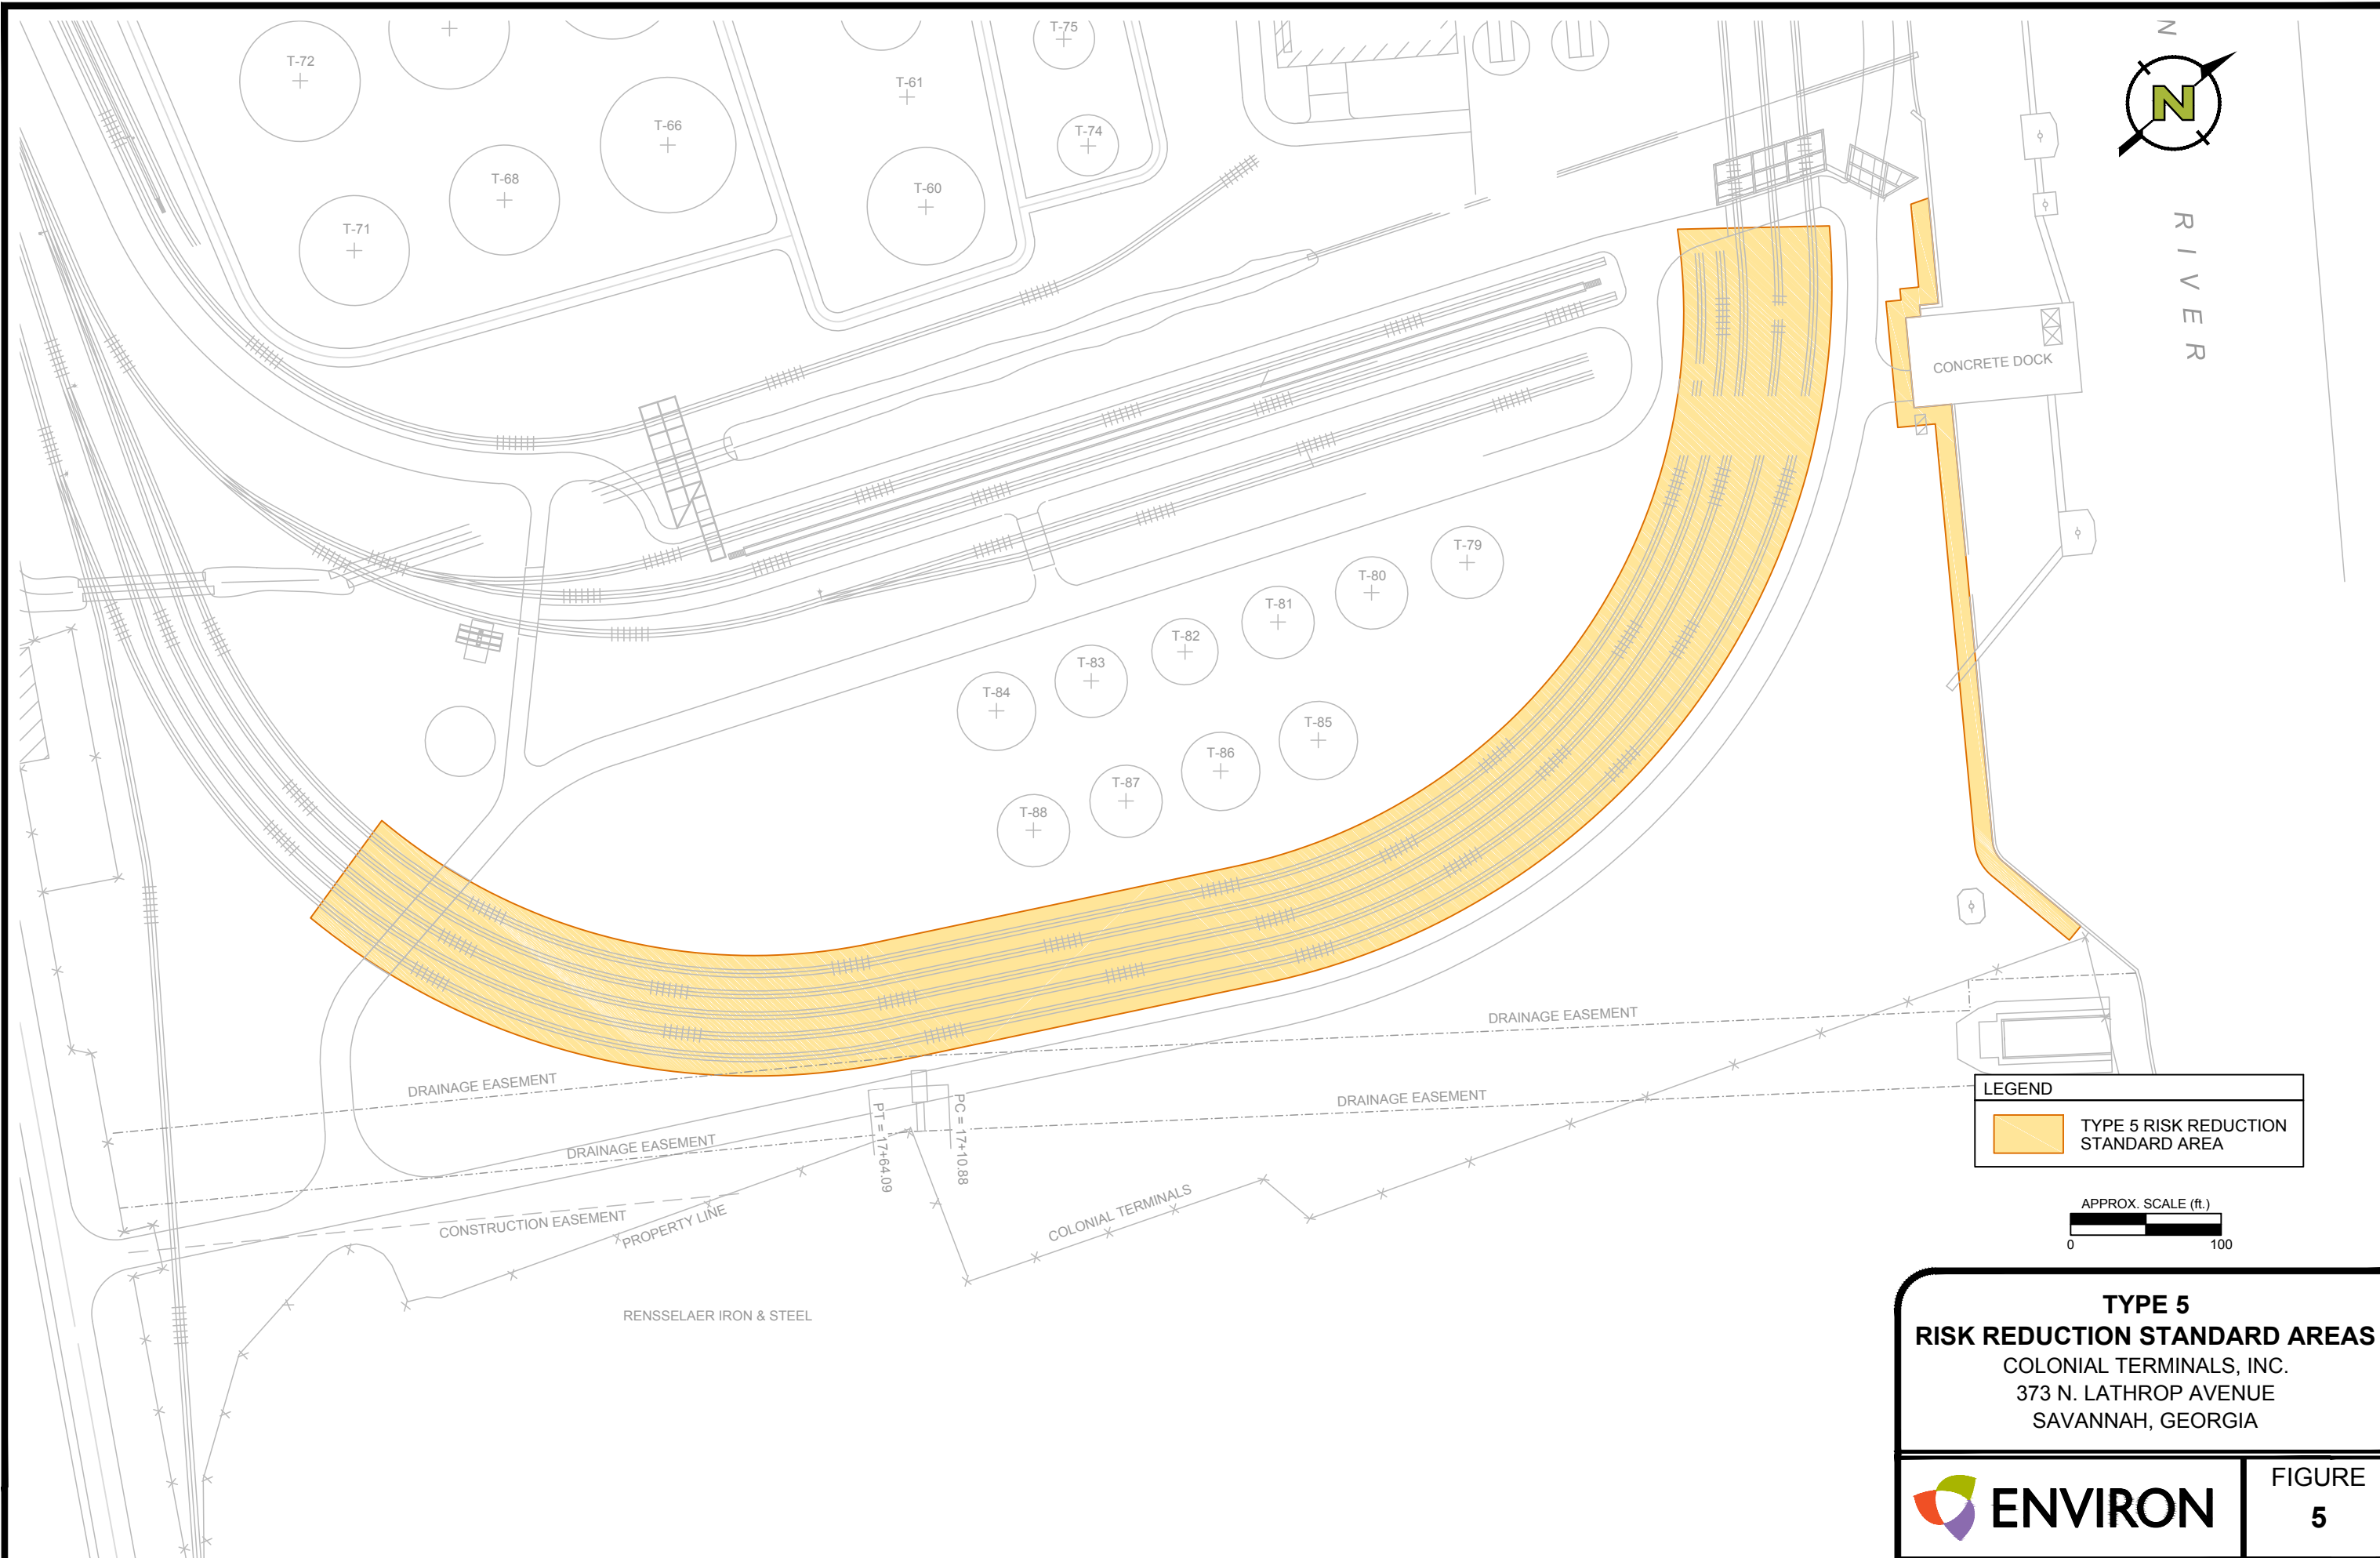 T-72
T-75
T-61
T-66
T-74
T-68
T-60
T-71
N
N
RIVER
CONCRETE DOCK
T-79
T-80
T-81
T-82
T-83
T-84
T-85
T-86
T-87
T-88
DRAINAGE EASEMENT
DRAINAGE EASEMENT
DRAINAGE EASEMENT
DRAINAGE EASEMENT
PT = 17+64.09
PC = 17+10.88
CONSTRUCTION EASEMENT
PROPERTY LINE
COLONIAL TERMINALS
RENSSELAER IRON & STEEL
LEGEND
TYPE 5 RISK REDUCTION
STANDARD AREA
APPROX. SCALE (ft.)
0 100
TYPE 5
RISK REDUCTION STANDARD AREAS
COLONIAL TERMINALS, INC.
373 N. LATHROP AVENUE
SAVANNAH, GEORGIA
ENVIRON
FIGURE
5